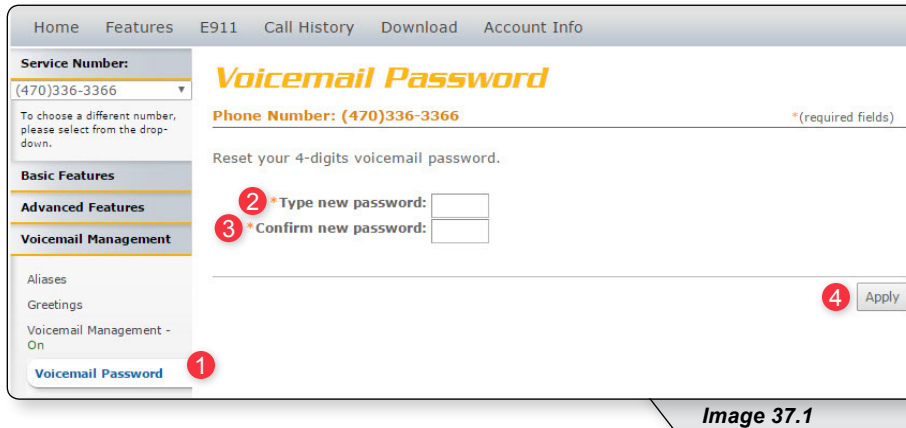 Home Features E911 Call History Download Account Info
Service Number:
(470)336-3366
To choose a different number,
please select from the drop-
down.
Basic Features
Advanced Features
Voicemail Management
Aliases
Greetings
Voicemail Management -
On
Voicemail Password
1
Voicemail Password
Phone Number: (470)336-3366 *(required fields)
Reset your 4-digits voicemail password.
2 *Type new password:
3 *Confirm new password:
4 Apply
Image 37.1